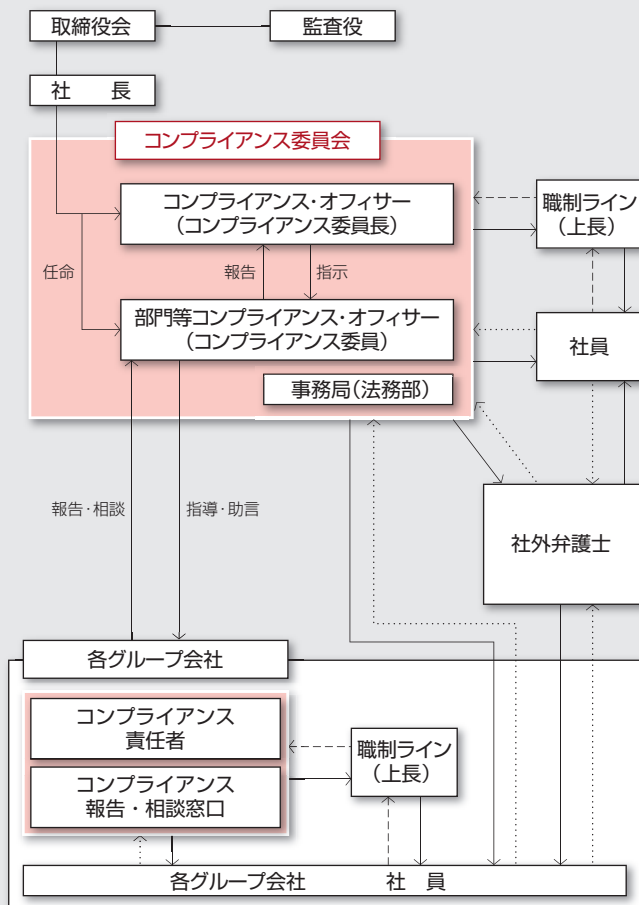 取締役会
監査役
社　長
コンプライアンス委員会
コンプライアンス・オフィサー
（コンプライアンス委員長）
職制ライン
（上長）
任命
報告
指示
部門等コンプライアンス・オフィサー
（コンプライアンス委員）
社員
事務局（法務部）
報告・相談
指導・助言
社外弁護士
各グループ会社
コンプライアンス
責任者
職制ライン
（上長）
コンプライアンス
報告・相談窓口
各グループ会社　　社　員